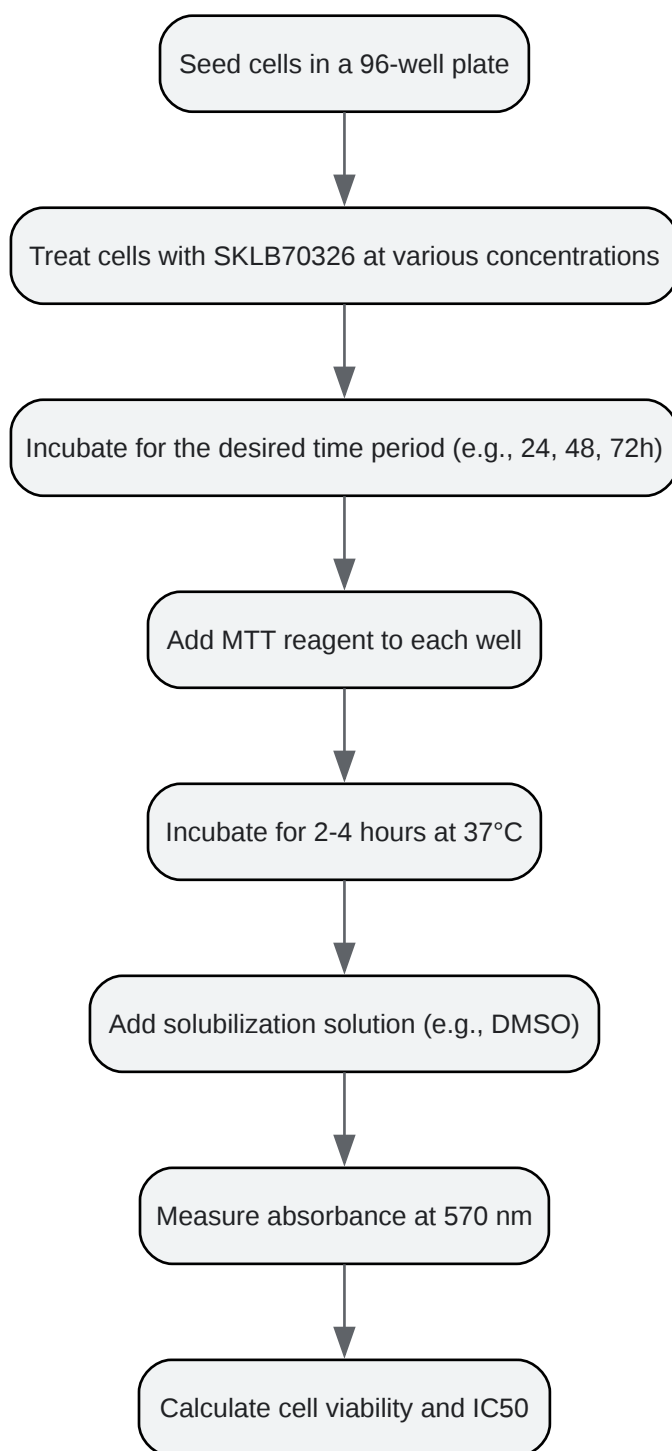 Seed cells in a 96-well plate
Treat cells with SKLB70326 at various concentrations
Incubate for the desired time period (e.g., 24, 48, 72h)
Add MTT reagent to each well
Incubate for 2-4 hours at 37°C
Add solubilization solution (e.g., DMSO)
Measure absorbance at 570 nm
Calculate cell viability and IC50